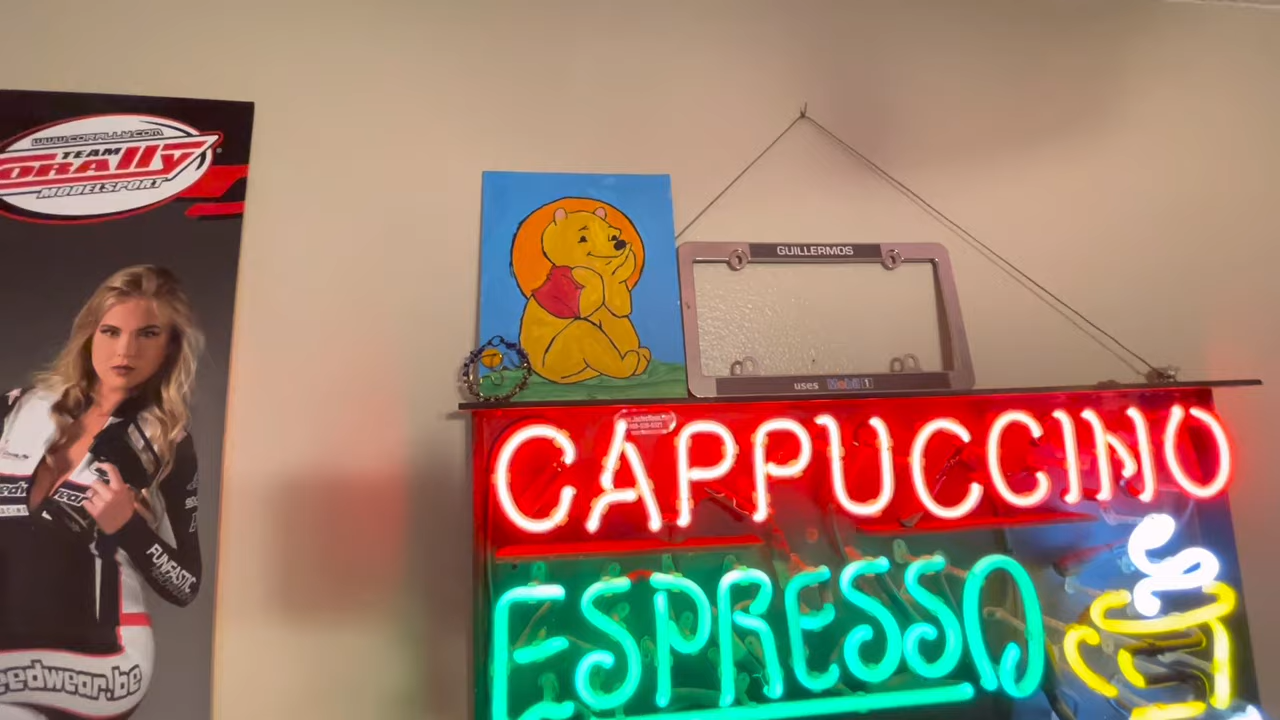 WWW.CORALLY.COM
TEAM
CORALLY
MODELSPORT
FUNFASTIC
eedwear.be
GUILLERMOS
uses Mobil 1
CAPPUCCINO
ESPRESSO